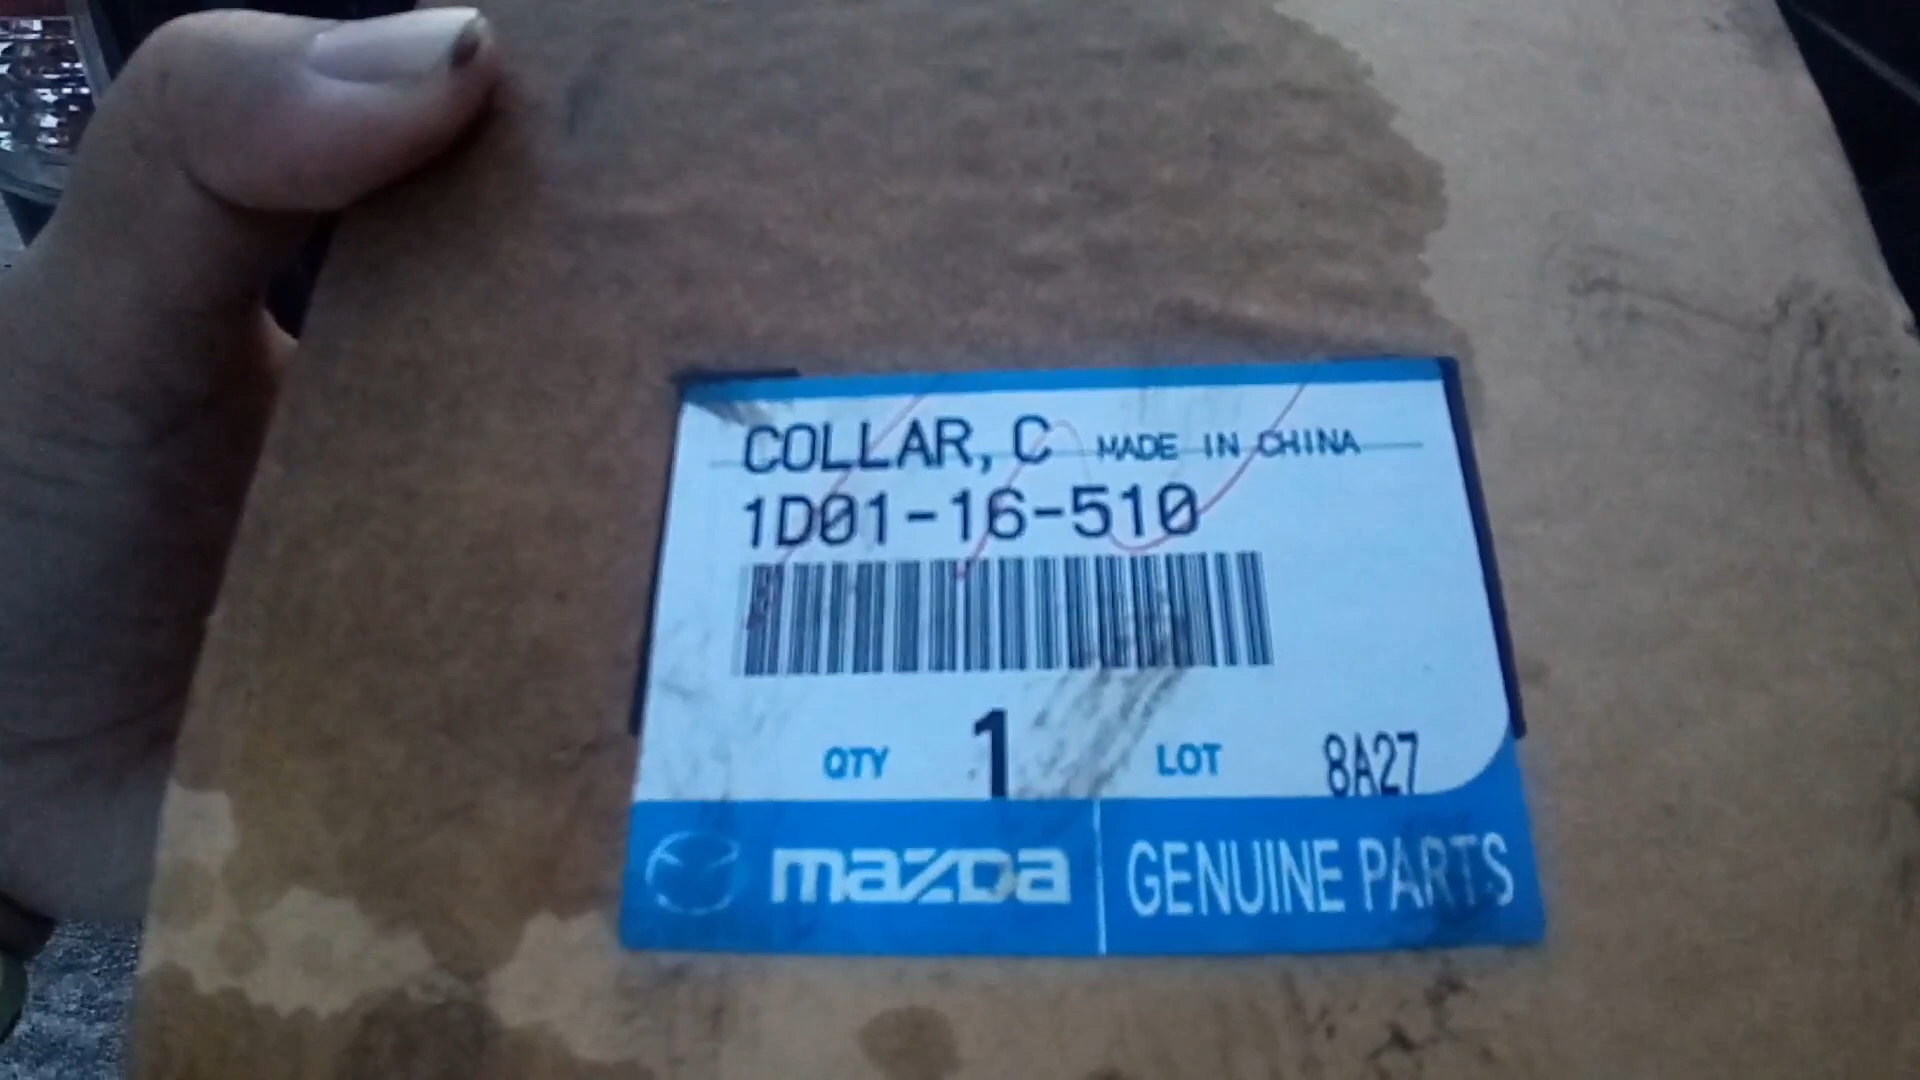 COLLAR, C MADE IN CHINA
1D01-16-510
QTY 1 LOT 8A27
mazda GENUINE PARTS